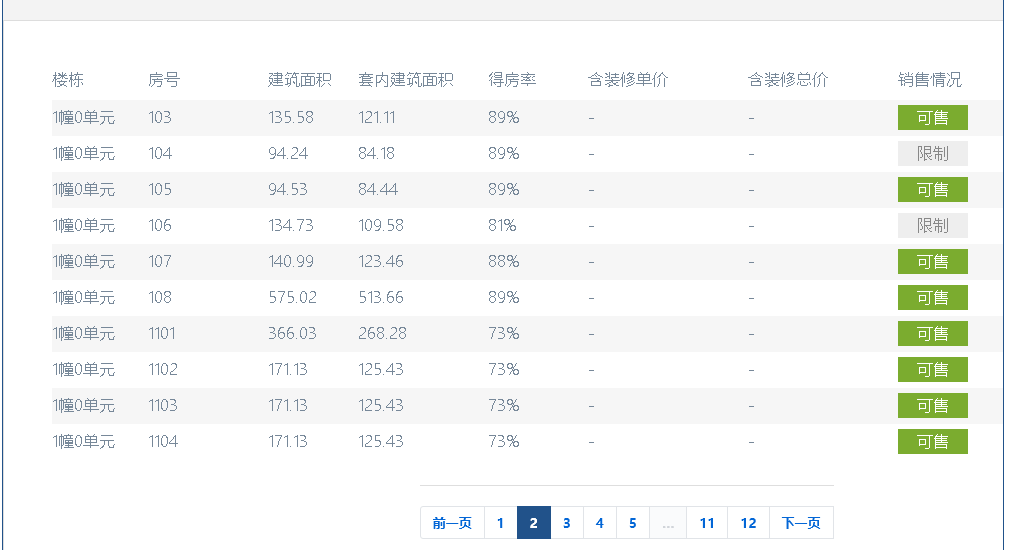 楼栋 房号 建筑面积 套内建筑面积 得房率 含装修单价 含装修总价 销售情况
1幢0单元 103 135.58 121.11 89% - - 可售
1幢0单元 104 94.24 84.18 89% - - 限制
1幢0单元 105 94.53 84.44 89% - - 可售
1幢0单元 106 134.73 109.58 81% - - 限制
1幢0单元 107 140.99 123.46 88% - - 可售
1幢0单元 108 575.02 513.66 89% - - 可售
1幢0单元 1101 366.03 268.28 73% - - 可售
1幢0单元 1102 171.13 125.43 73% - - 可售
1幢0单元 1103 171.13 125.43 73% - - 可售
1幢0单元 1104 171.13 125.43 73% - - 可售
前一页 1 2 3 4 5 ... 11 12 下一页